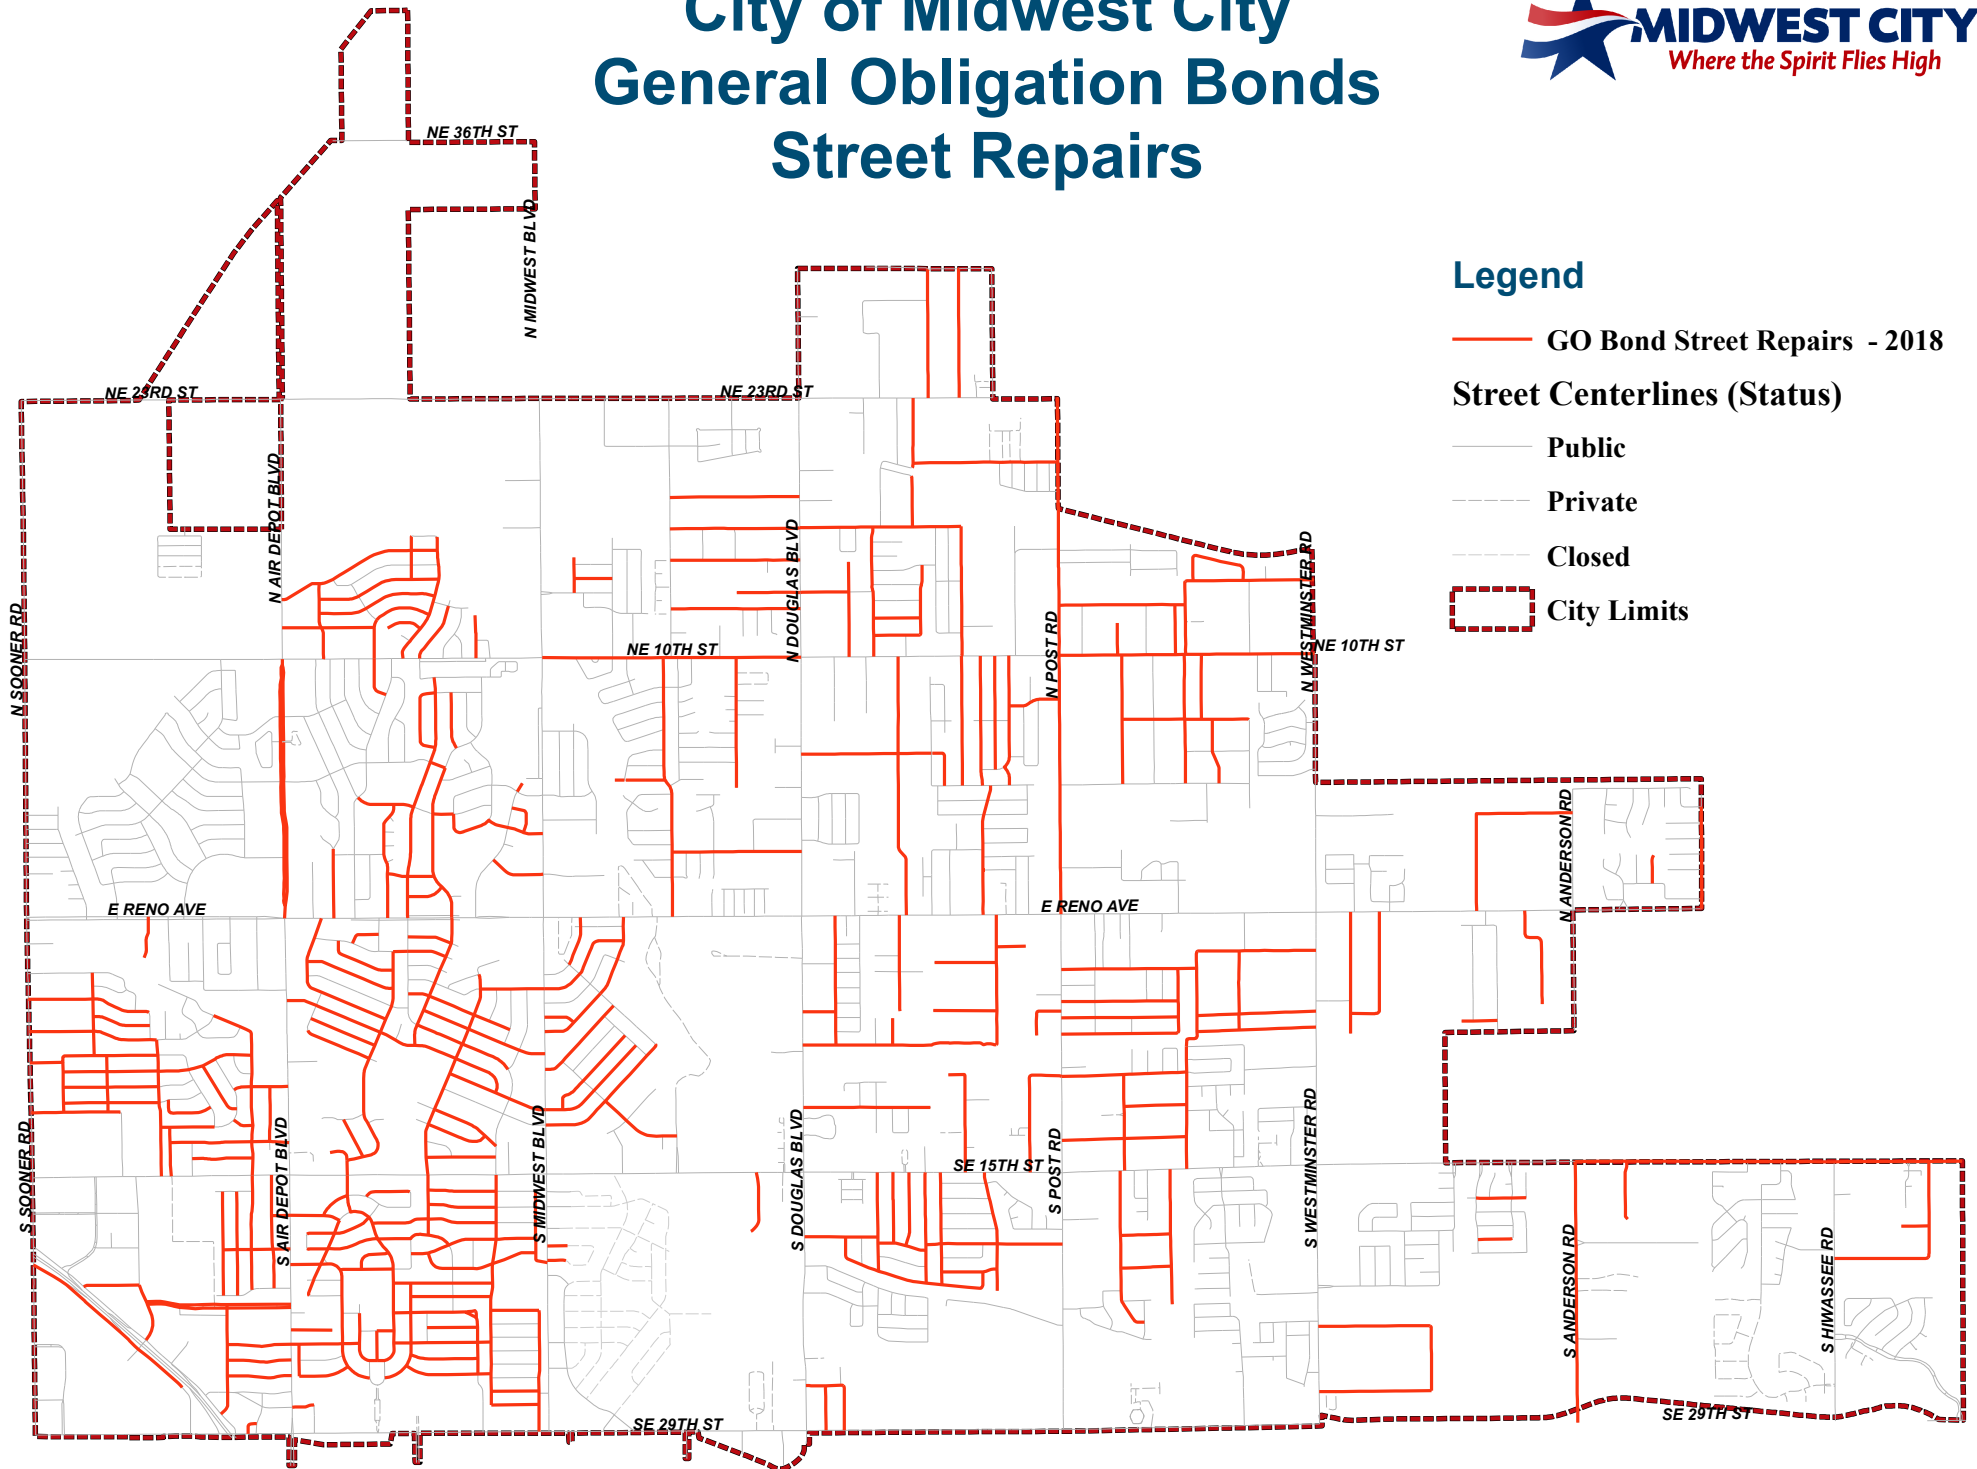 City of Midwest City
General Obligation Bonds
Street Repairs
MIDWEST CITY
Where the Spirit Flies High
NE 36TH ST
N MIDWEST BLVD
Legend
GO Bond Street Repairs - 2018
Street Centerlines (Status)
Public
Private
Closed
City Limits
NE 23RD ST
NE 23RD ST
N AIR DEPOT BLVD
N DOUGLAS BLVD
N WESTMINSTER RD
N SOONER RD
N POST RD
NE 10TH ST
NE 10TH ST
N ANDERSON RD
E RENO AVE
E RENO AVE
S SOONER RD
S AIR DEPOT BLVD
S MIDWEST BLVD
S DOUGLAS BLVD
SE 15TH ST
S POST RD
S WESTMINSTER RD
S ANDERSON RD
S HIWASSEE RD
SE 29TH ST
SE 29TH ST